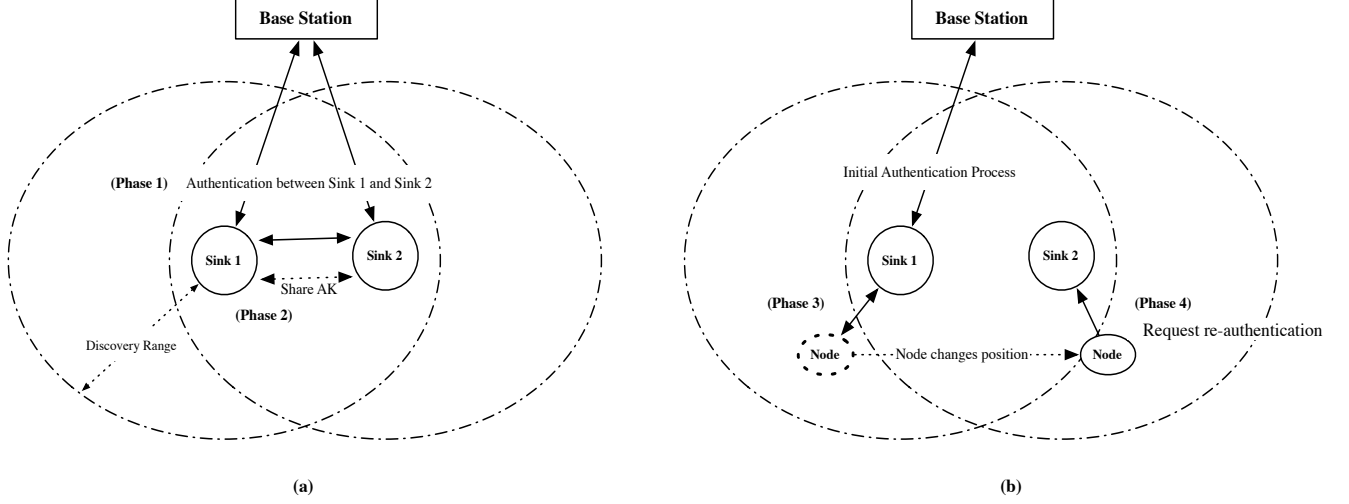 Base Station
(Phase 1)
Authentication between Sink 1 and Sink 2
Sink 1
Sink 2
Share AK
(Phase 2)
Discovery Range
(a)
Base Station
Initial Authentication Process
Sink 1
Sink 2
(Phase 3)
(Phase 4)
Request re-authentication
Node
Node changes position
Node
(b)